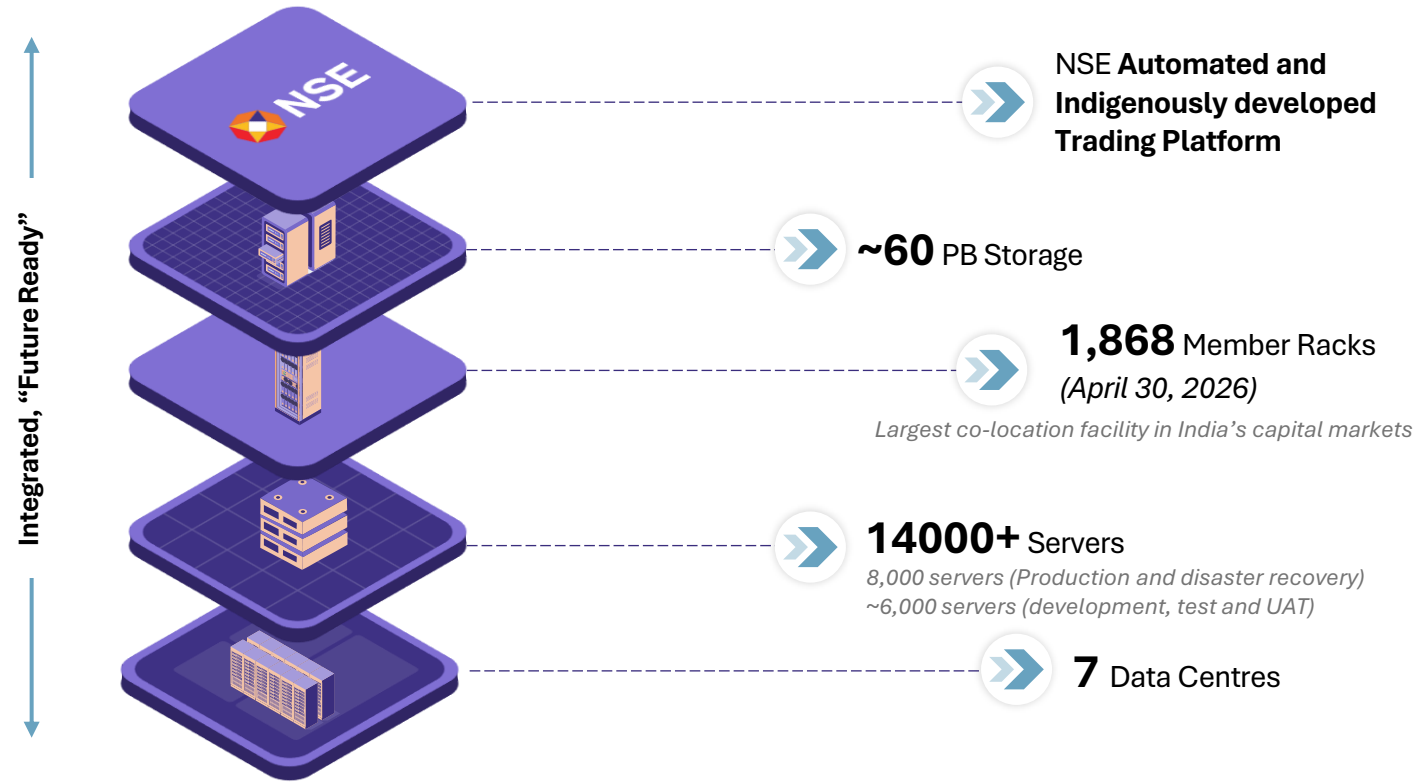 Integrated, “Future Ready”
NSE
NSE Automated and
Indigenously developed
Trading Platform
~60 PB Storage
1,868 Member Racks
(April 30, 2026)
Largest co-location facility in India’s capital markets
14000+ Servers
8,000 servers (Production and disaster recovery)
~6,000 servers (development, test and UAT)
7 Data Centres